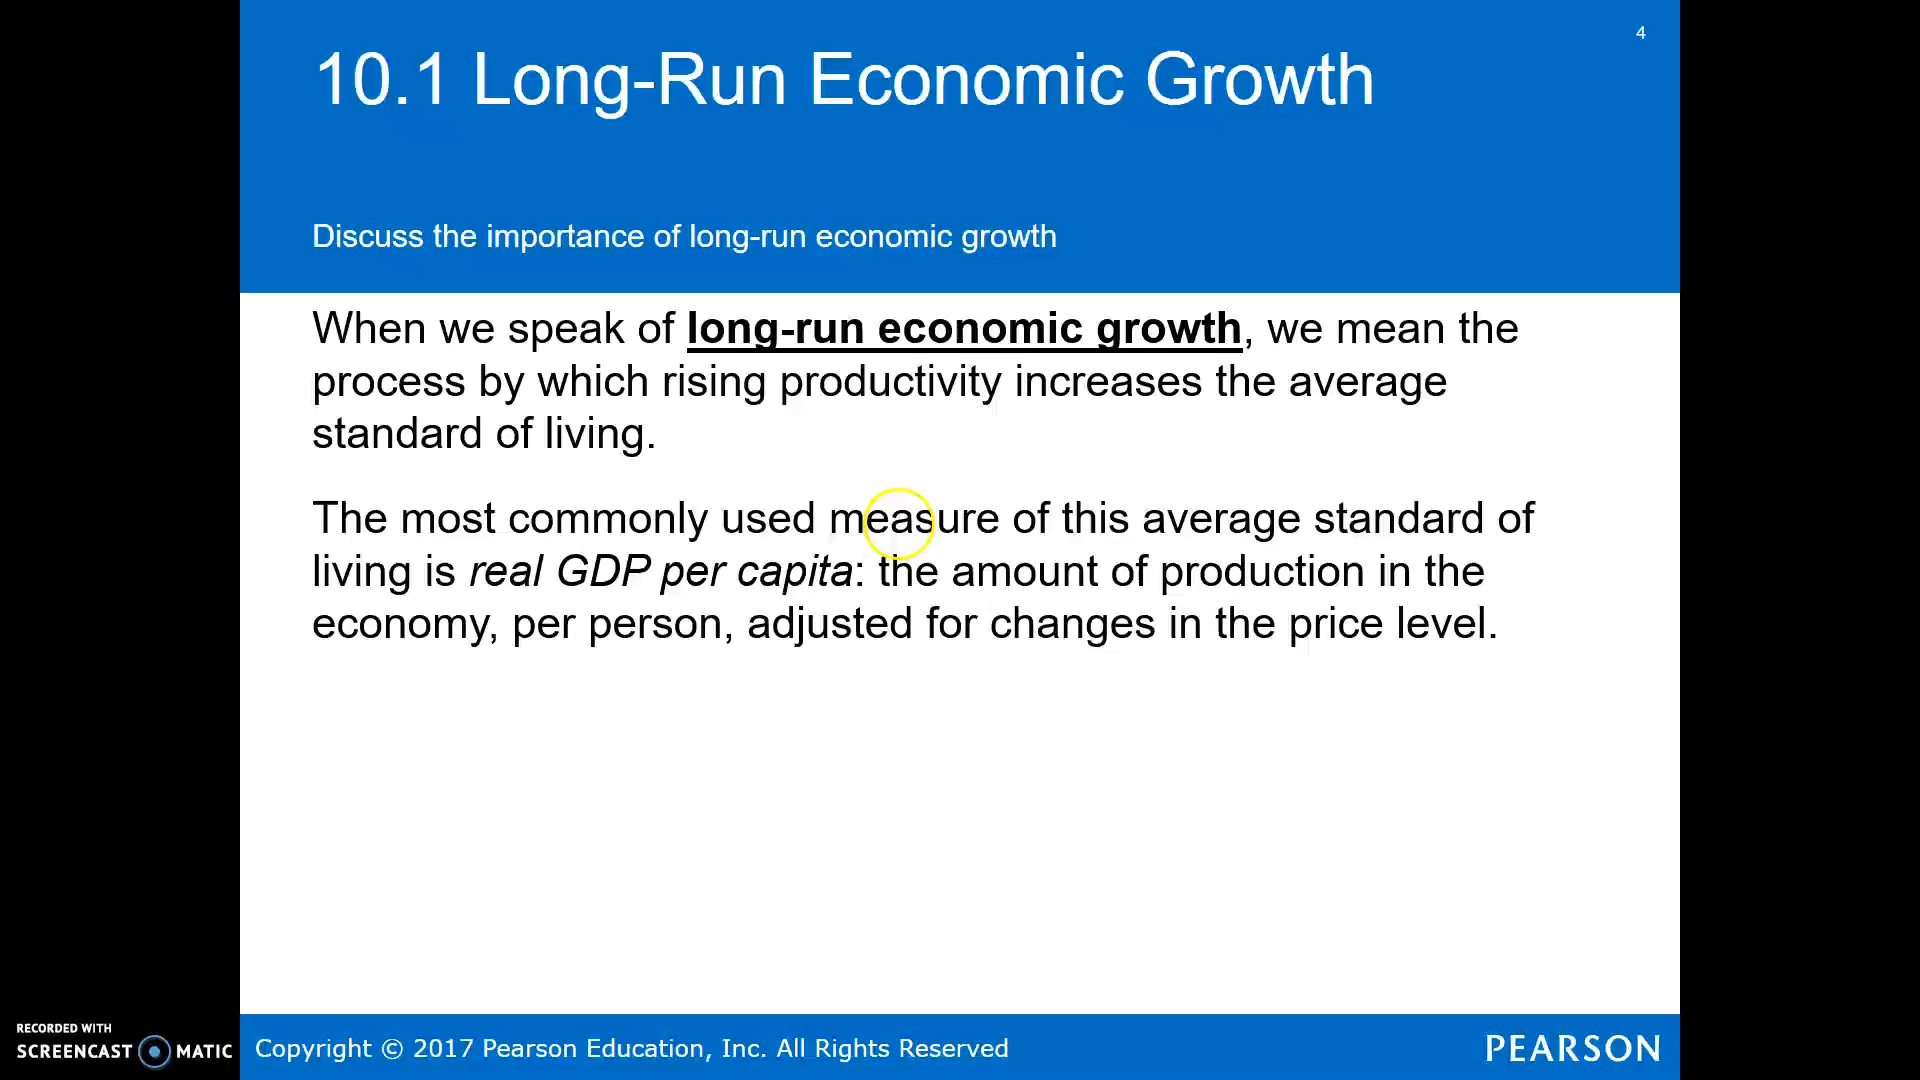 4
10.1 Long-Run Economic Growth
Discuss the importance of long-run economic growth
When we speak of long-run economic growth, we mean the
process by which rising productivity increases the average
standard of living.
The most commonly used measure of this average standard of
living is real GDP per capita: the amount of production in the
economy, per person, adjusted for changes in the price level.
RECORDED WITH
SCREENCAST MATIC
Copyright © 2017 Pearson Education, Inc. All Rights Reserved
PEARSON